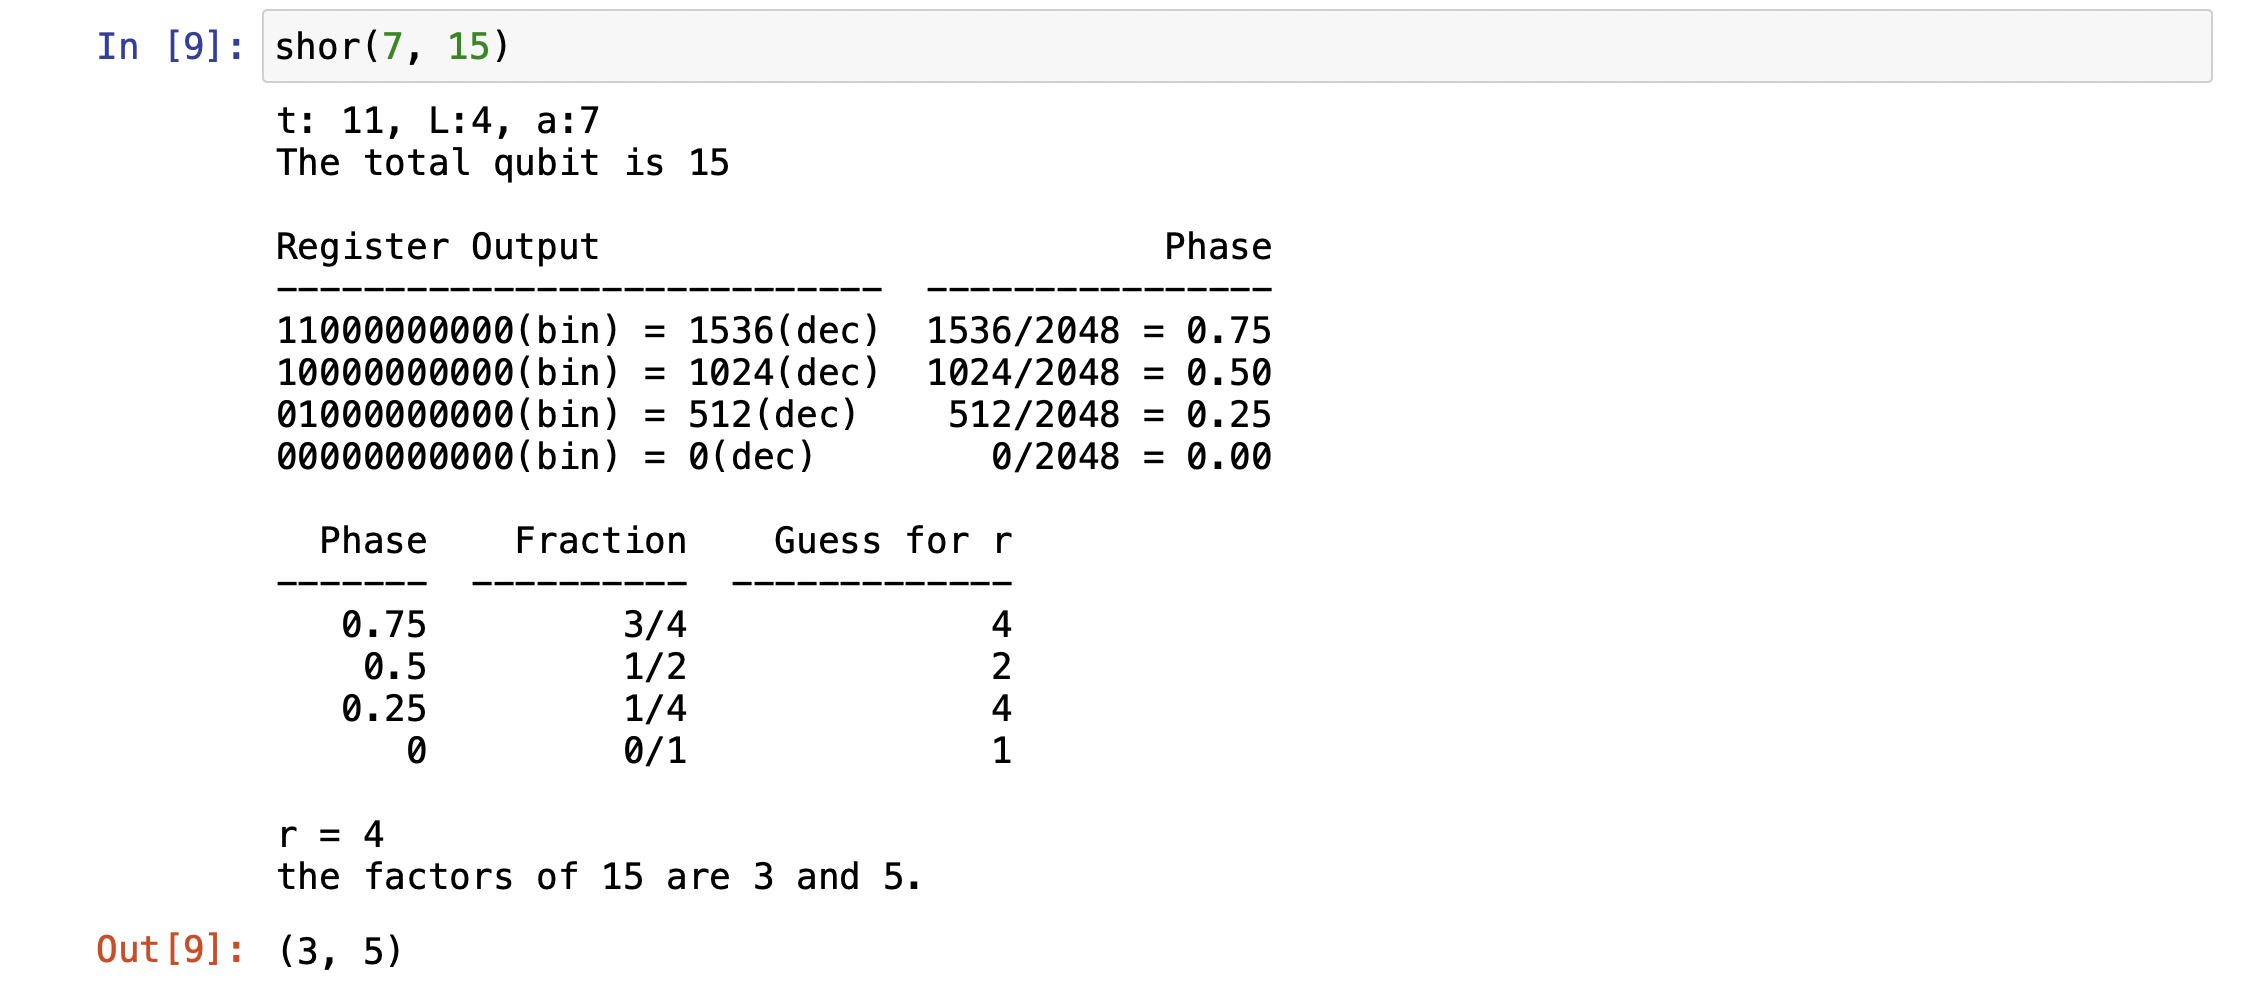 In [9]: shor(7, 15)
t: 11, L:4, a:7
The total qubit is 15
Register Output Phase
---------------------------- ----------------
11000000000(bin) = 1536(dec) 1536/2048 = 0.75
10000000000(bin) = 1024(dec) 1024/2048 = 0.50
01000000000(bin) = 512(dec) 512/2048 = 0.25
00000000000(bin) = 0(dec) 0/2048 = 0.00
Phase Fraction Guess for r
------- ---------- -------------
0.75 3/4 4
0.5 1/2 2
0.25 1/4 4
0 0/1 1
r = 4
the factors of 15 are 3 and 5.
Out[9]: (3, 5)